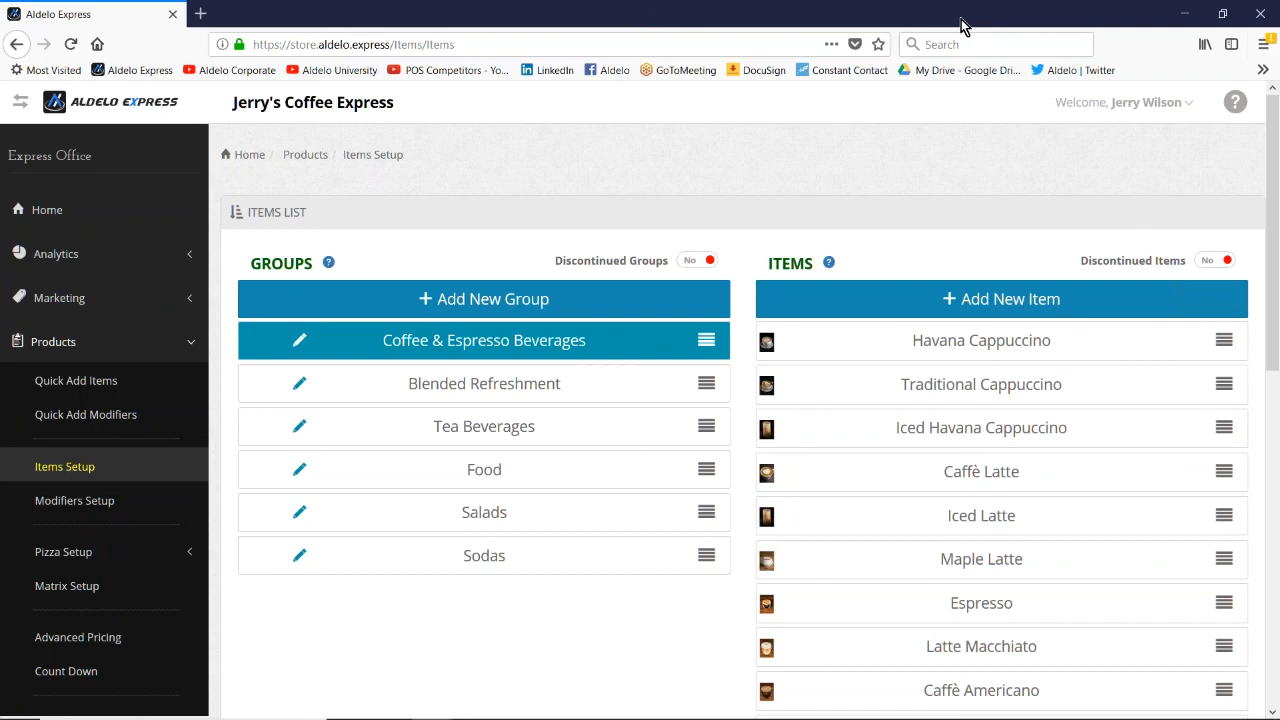 Aldelo Express
https://store.aldelo.express/Items/Items
Search
Most Visited
Aldelo Express
Aldelo Corporate
Aldelo University
POS Competitors - Yo...
LinkedIn
Aldelo
GoToMeeting
DocuSign
Constant Contact
My Drive - Google Dri...
Aldelo | Twitter
ALDELO EXPRESS
Jerry's Coffee Express
Welcome, Jerry Wilson
?
Express Office
Home
Analytics
Marketing
Products
Quick Add Items
Quick Add Modifiers
Items Setup
Modifiers Setup
Pizza Setup
Matrix Setup
Advanced Pricing
Count Down
Home / Products / Items Setup
ITEMS LIST
GROUPS ?
Discontinued Groups No
+ Add New Group
Coffee & Espresso Beverages
Blended Refreshment
Tea Beverages
Food
Salads
Sodas
ITEMS ?
Discontinued Items No
+ Add New Item
Havana Cappuccino
Traditional Cappuccino
Iced Havana Cappuccino
Caffè Latte
Iced Latte
Maple Latte
Espresso
Latte Macchiato
Caffè Americano